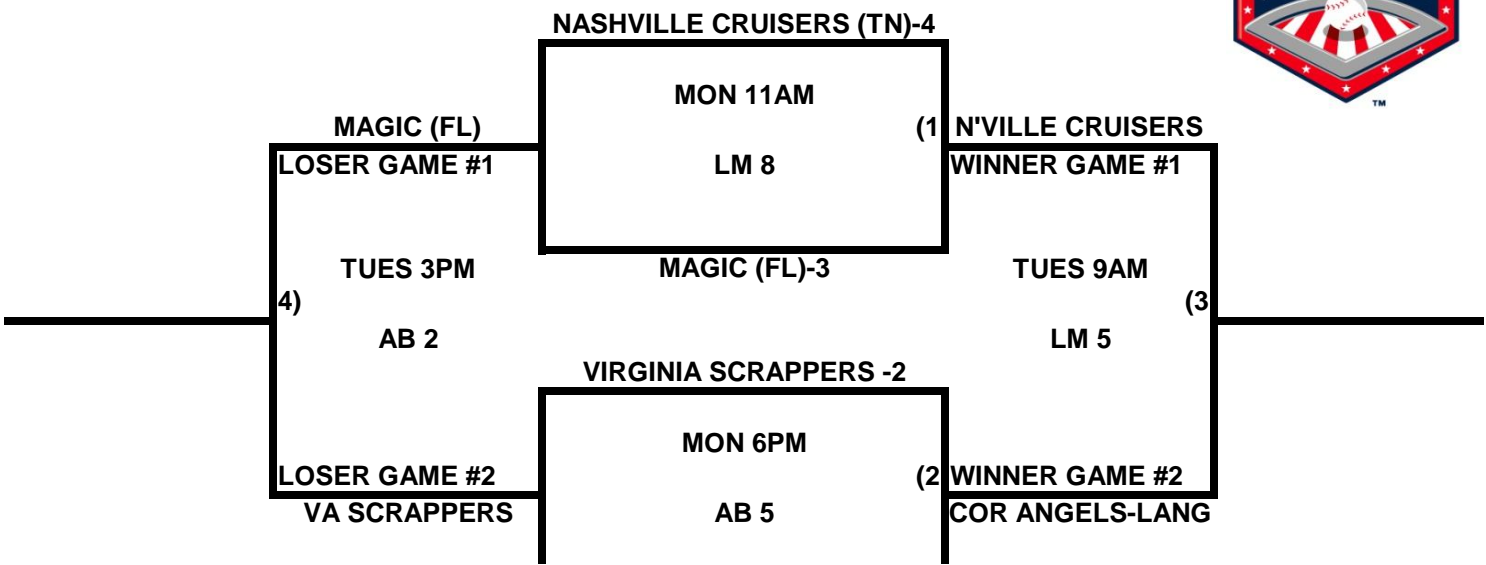 NASHVILLE CRUISERS (TN)-4
MON 11AM
™
MAGIC (FL)
(1 N'VILLE CRUISERS
LOSER GAME #1
LM 8
WINNER GAME #1
TUES 3PM
MAGIC (FL)-3
TUES 9AM
4)
(3
AB 2
LM 5
VIRGINIA SCRAPPERS -2
MON 6PM
LOSER GAME #2
(2 WINNER GAME #2
VA SCRAPPERS
AB 5
COR ANGELS-LANG